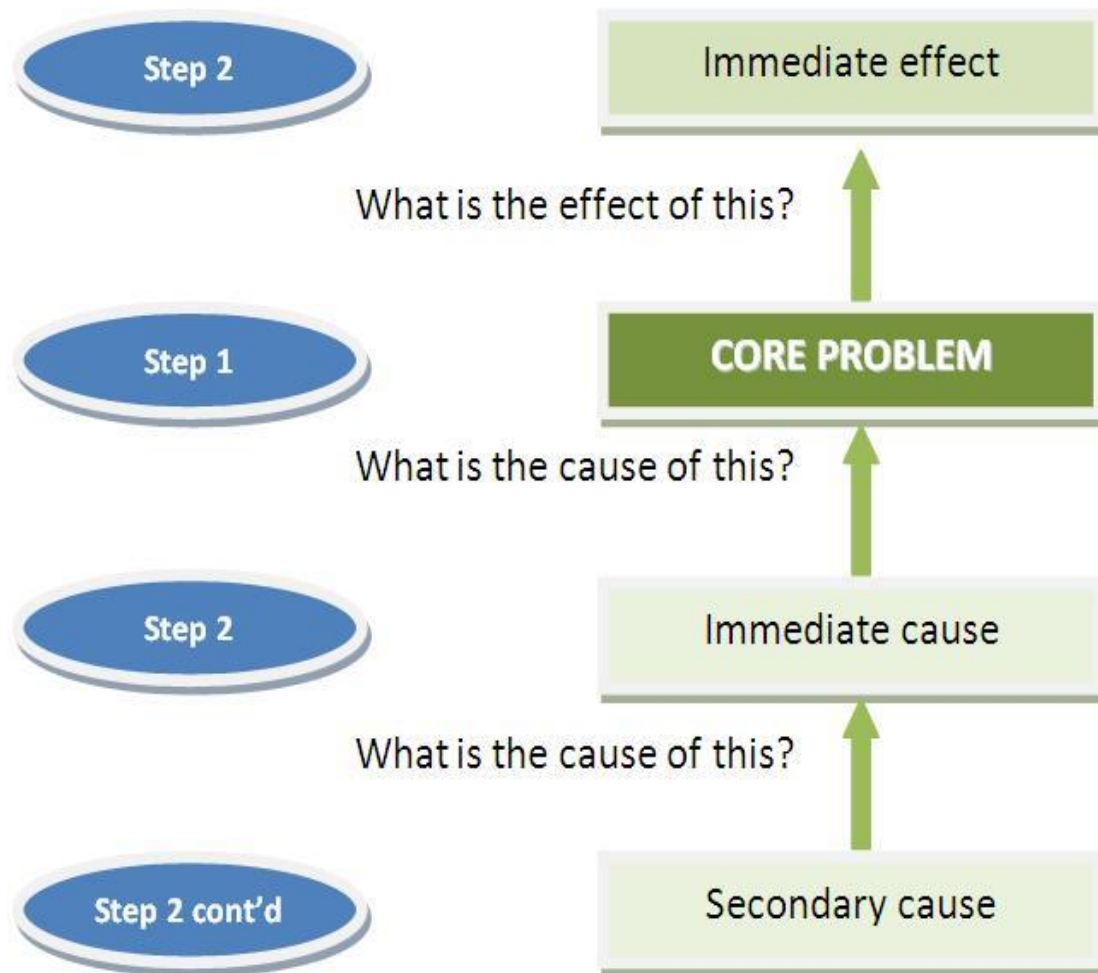 Step 2
Immediate effect
What is the effect of this?
Step 1
CORE PROBLEM
What is the cause of this?
Step 2
Immediate cause
What is the cause of this?
Step 2 cont’d
Secondary cause